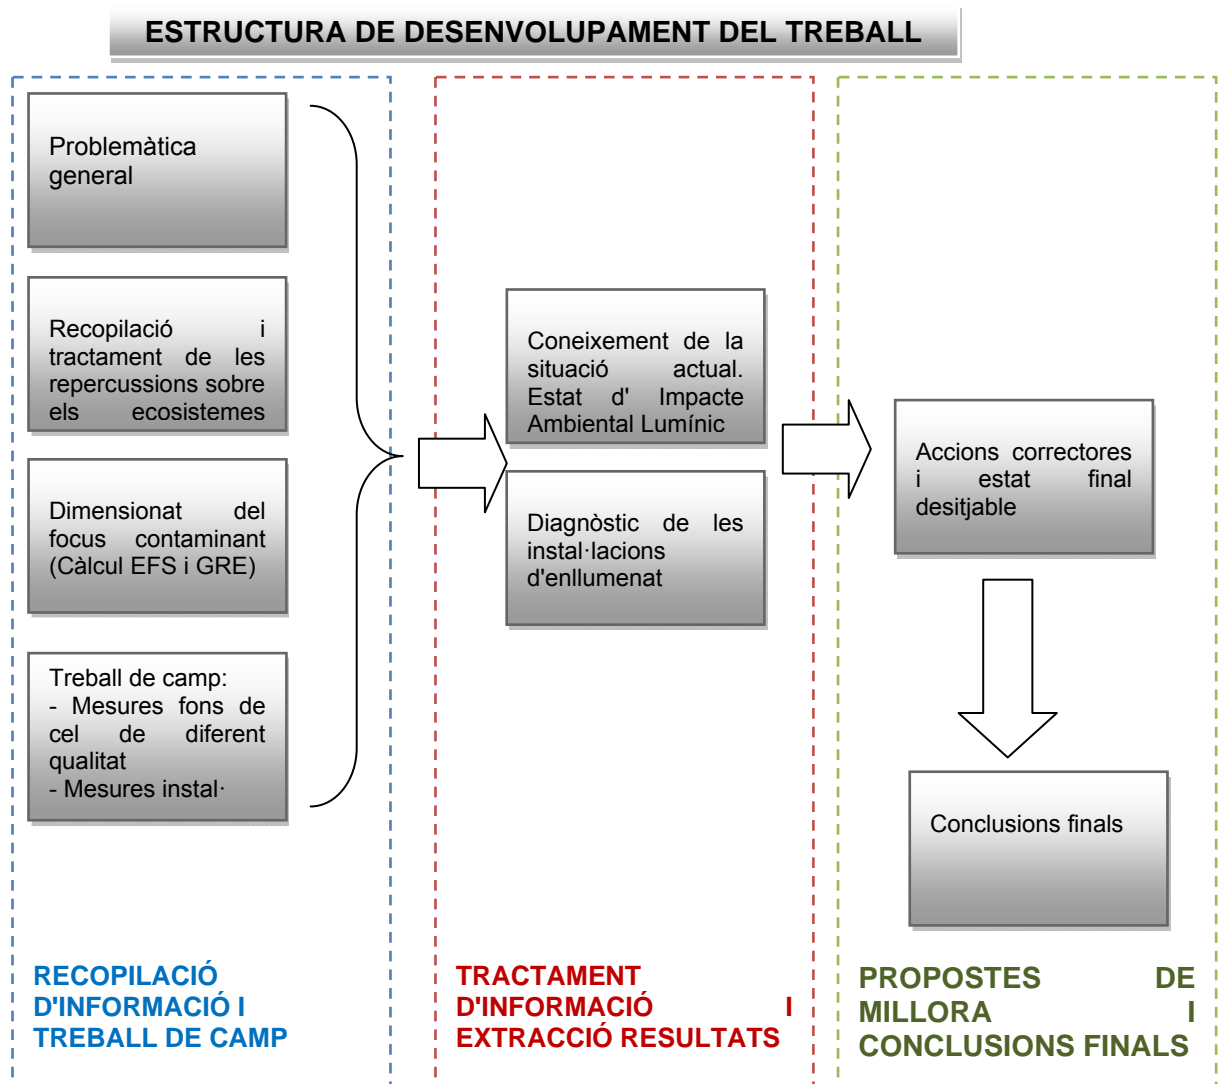 ESTRUCTURA DE DESENVOLUPAMENT DEL TREBALL
Problemàtica
general
Recopilació i
tractament de les
repercussions sobre
els ecosistemes
Dimensionat del
focus contaminant
(Càlcul EFS i GRE)
Treball de camp:
- Mesures fons de
cel de diferent
qualitat
- Mesures instal·
RECOPILACIÓ
D'INFORMACIÓ I
TREBALL DE CAMP
Coneixement de la
situació actual.
Estat d' Impacte
Ambiental Lumínic
Diagnòstic de les
instal·lacions
d'enllumenat
TRACTAMENT
D'INFORMACIÓ I
EXTRACCIÓ RESULTATS
Accions correctores
i estat final
desitjable
Conclusions finals
PROPOSTES DE
MILLORA I
CONCLUSIONS FINALS